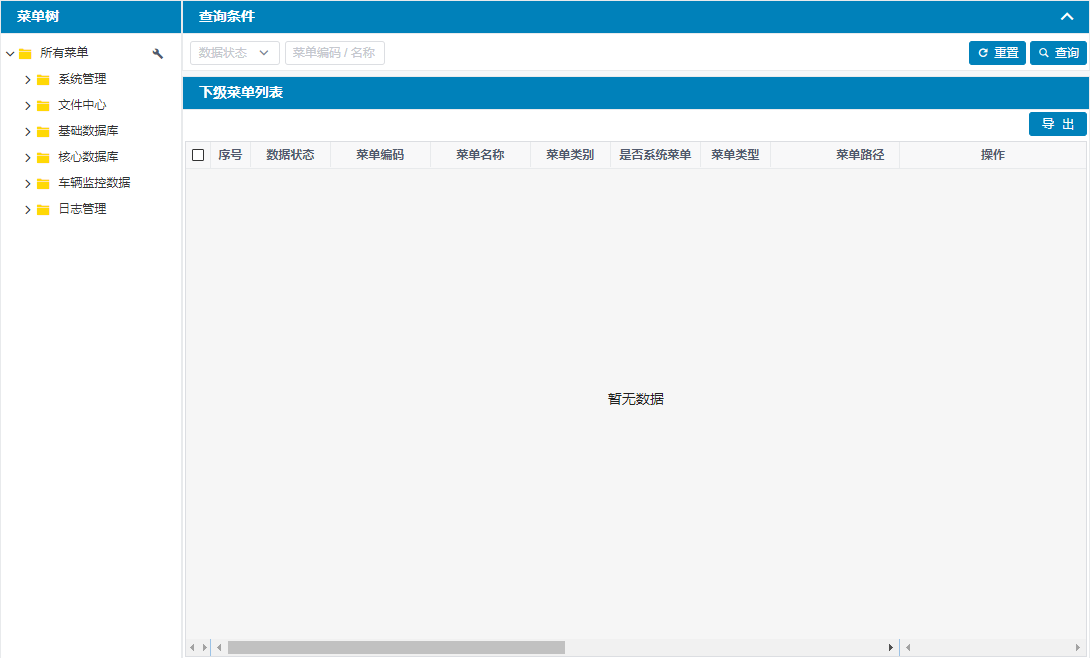 菜单树
所有菜单
系统管理
文件中心
基础数据库
核心数据库
车辆监控数据
日志管理
查询条件
数据状态 菜单编码 / 名称 重置 查询
下级菜单列表
导 出
序号 数据状态 菜单编码 菜单名称 菜单类别 是否系统菜单 菜单类型 菜单路径 操作
暂无数据